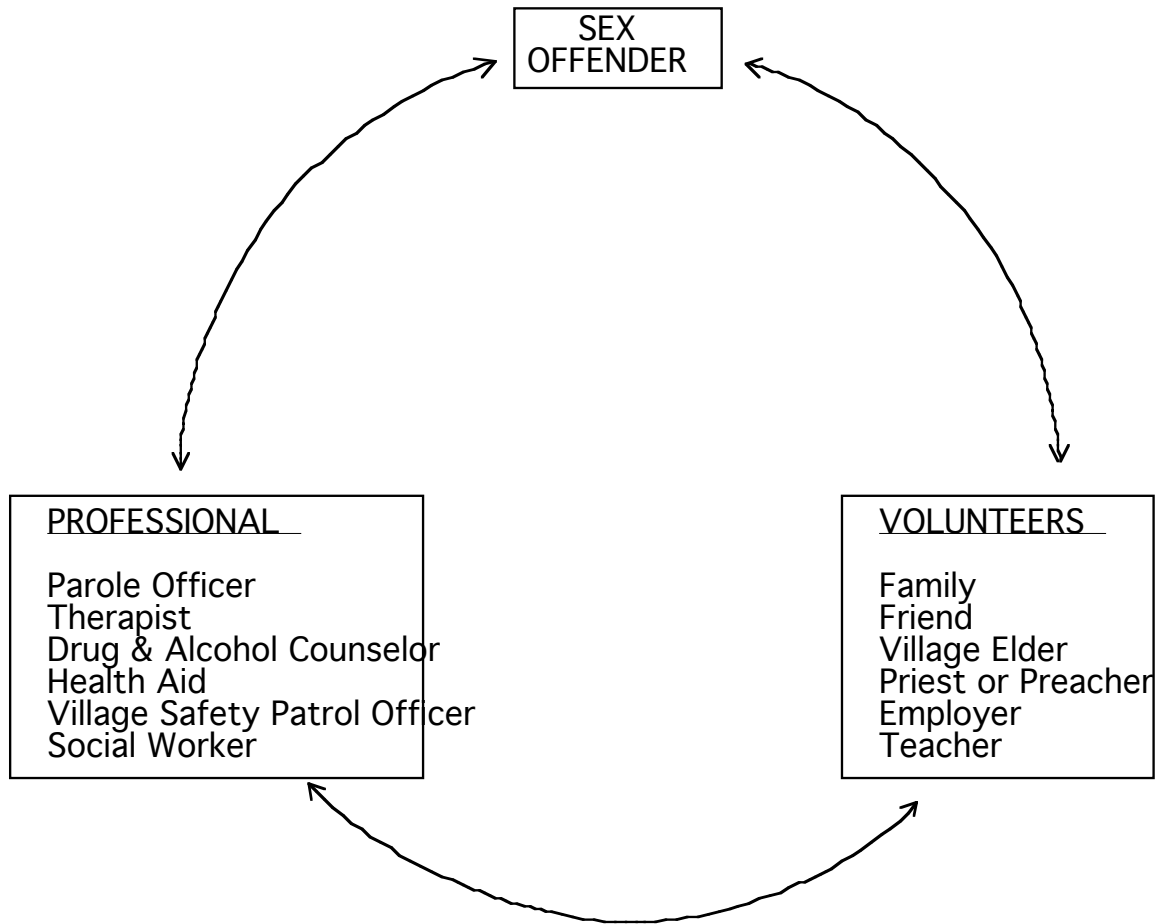 SEX
OFFENDER
PROFESSIONAL
Parole Officer
Therapist
Drug & Alcohol Counselor
Health Aid
Village Safety Patrol Officer
Social Worker
VOLUNTEERS
Family
Friend
Village Elder
Priest or Preacher
Employer
Teacher